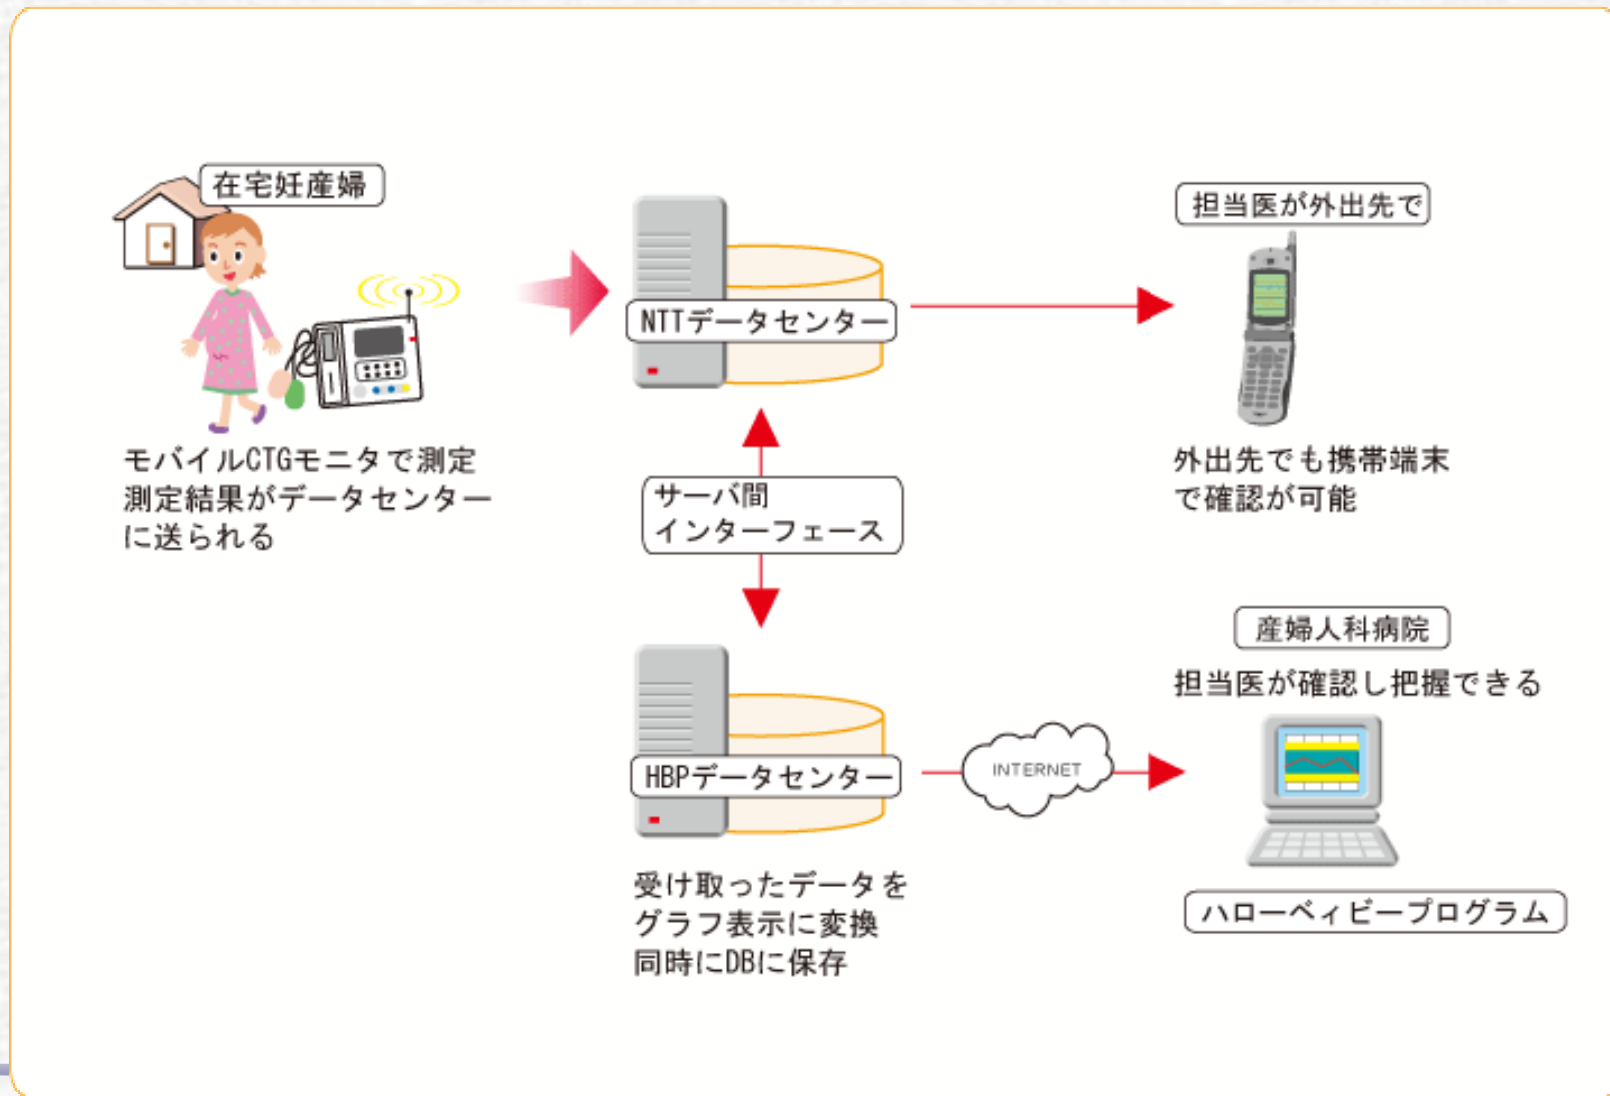 在宅妊産婦
モバイルCTGモニタで測定
測定結果がデータセンター
に送られる
NTTデータセンター
サーバ間
インターフェース
担当医が外出先で
外出先でも携帯端末
で確認が可能
HBPデータセンター
受け取ったデータを
グラフ表示に変換
同時にDBに保存
INTERNET
産婦人科病院
担当医が確認し把握できる
ハローベィビープログラム